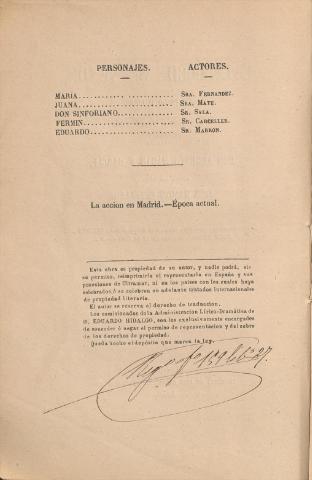 PERSONAJES. ACTORES.
MARÍA........................ SRA. FERNANDEZ.
JUANA........................ SRA. MATE.
DON SINFORIANO............... SR. SALA.
FERMIN....................... SR. CARCELLER.
EDUARDO...................... SR. MARRON.
La accion en Madrid.—Época actual.
Esta obra es propiedad de su autor, y nadie podrá, sin
su permiso, reimprimirla ni representarla en España y sus
posesiones de Ultramar, ni en los países con los cuales haya
celebrados ó se celebren en adelante tratados internacionales
de propiedad literaria.
El autor se reserva el derecho de traduccion.
Los comisionados de la Administracion Lírico-Dramática de
D. EDUARDO HIDALGO, son los exclusivamente encargados
de conceder ó negar el permiso de representacion y del cobro
de los derechos de propiedad.
Queda hecho el depósito que marca la ley.